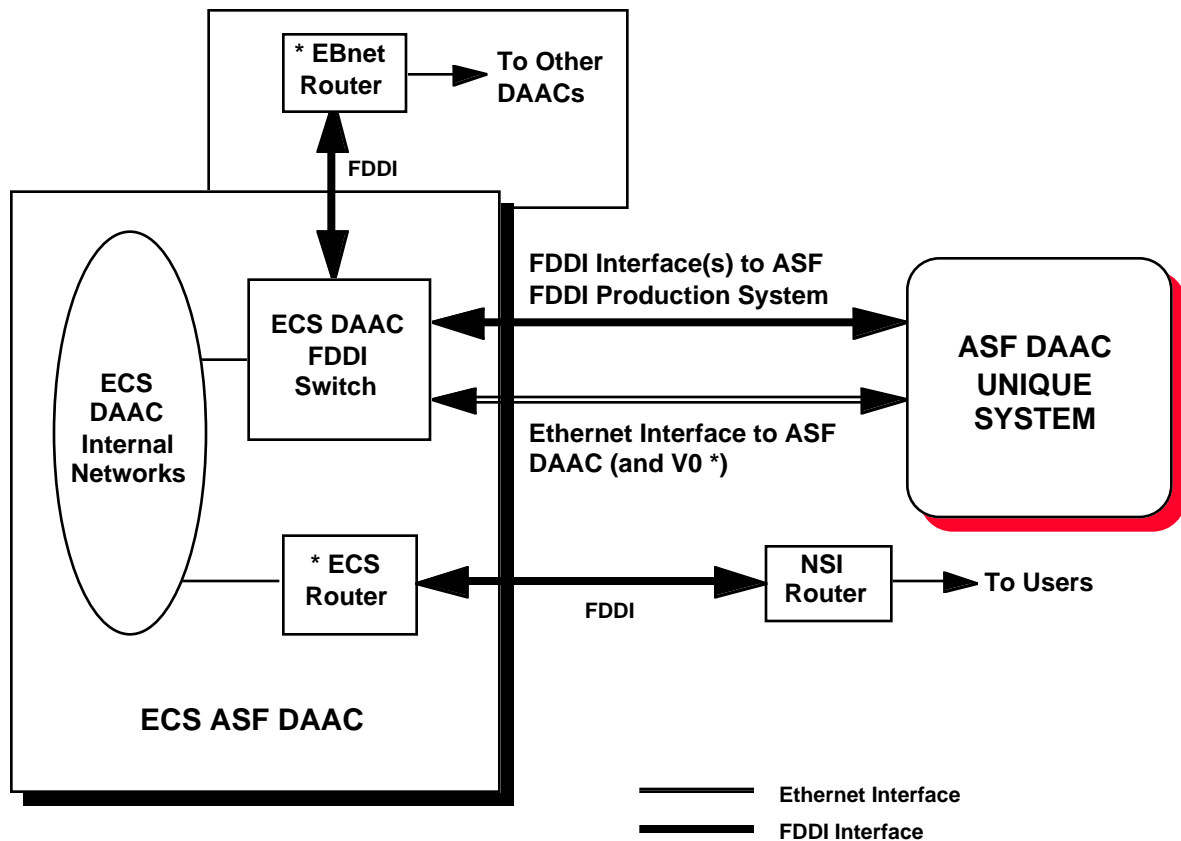 * EBnet
Router
To Other
DAACs
FDDI
FDDI Interface(s) to ASF
FDDI Production System
ECS DAAC
FDDI
Switch
ASF DAAC
UNIQUE
SYSTEM
ECS
DAAC
Internal
Networks
Ethernet Interface to ASF
DAAC (and V0 *)
* ECS
Router
NSI
Router
To Users
FDDI
ECS ASF DAAC
Ethernet Interface
FDDI Interface